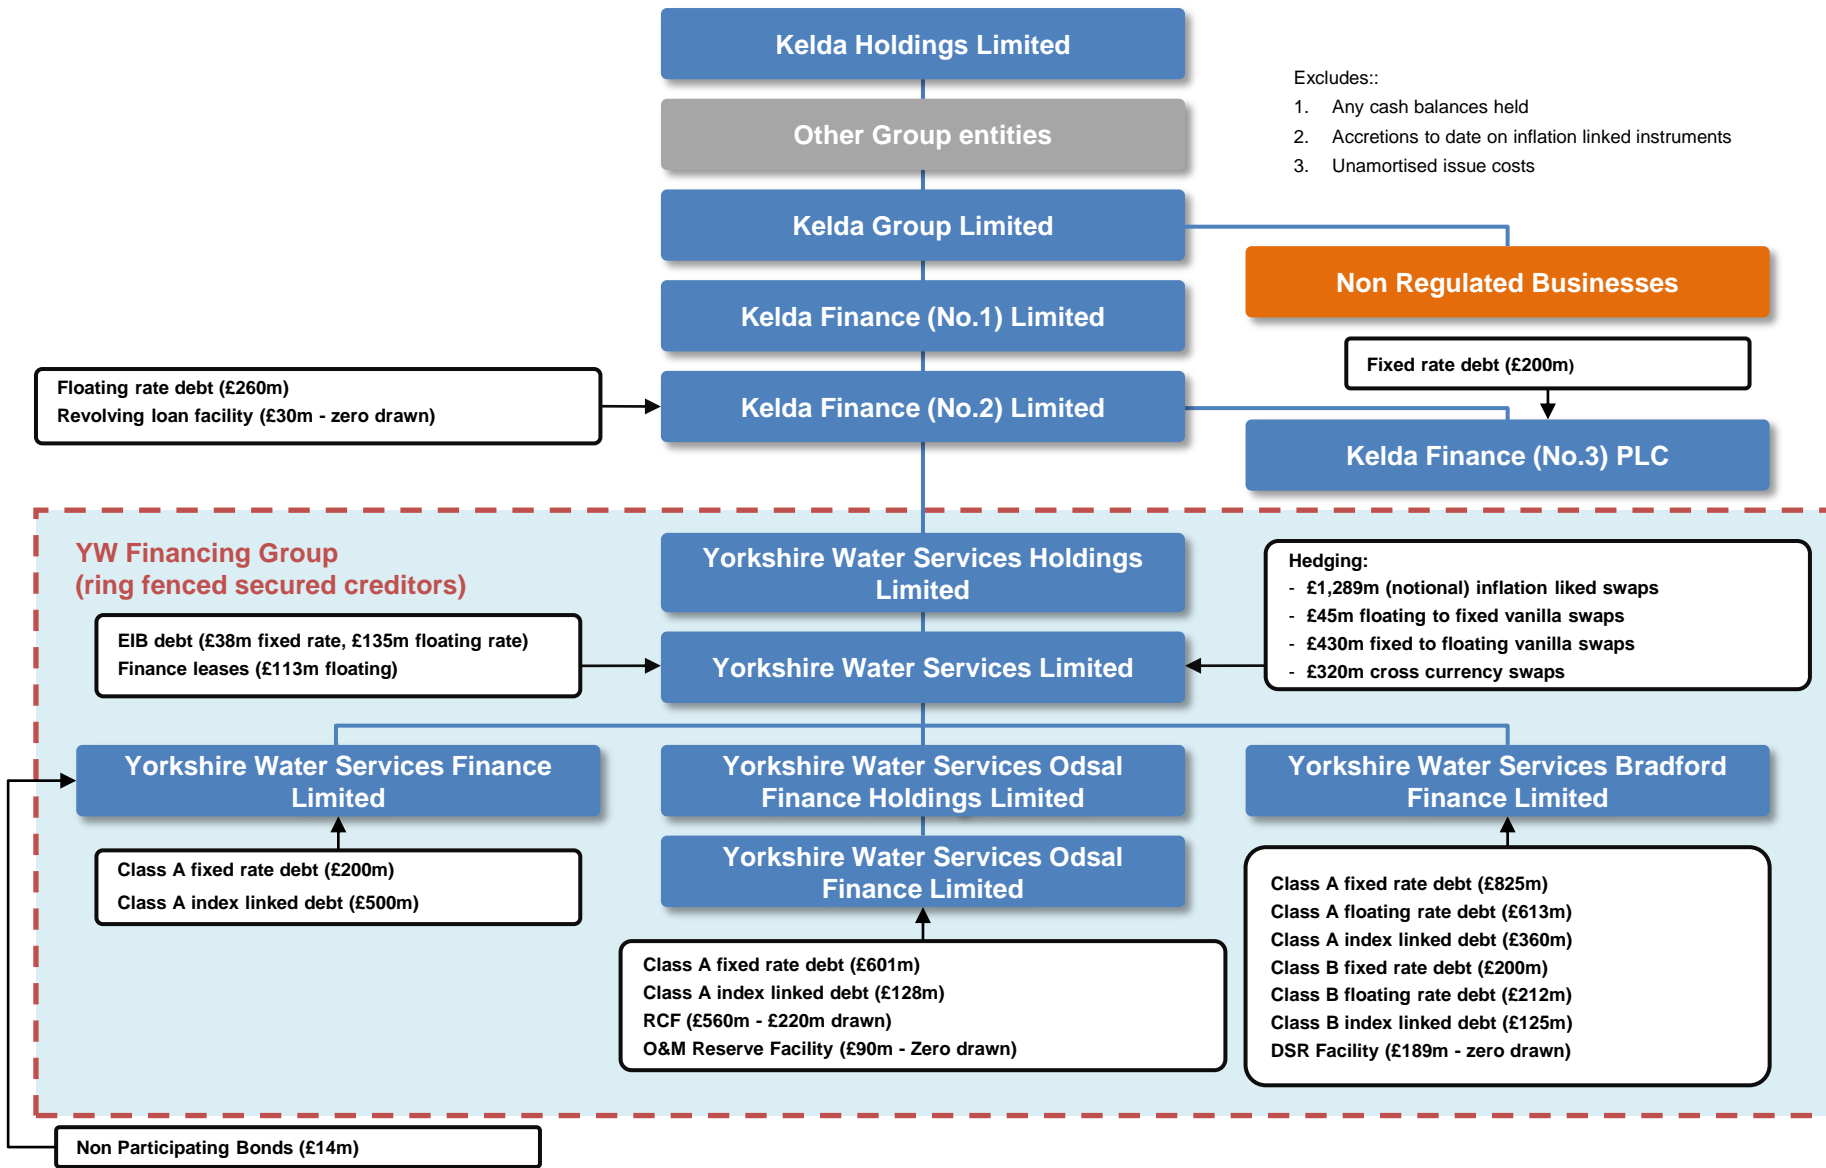 Kelda Holdings Limited
Excludes::
1. Any cash balances held
2. Accretions to date on inflation linked instruments
3. Unamortised issue costs
Other Group entities
Kelda Group Limited
Non Regulated Businesses
Kelda Finance (No.1) Limited
Fixed rate debt (£200m)
Floating rate debt (£260m)
Revolving loan facility (£30m - zero drawn)
Kelda Finance (No.2) Limited
Kelda Finance (No.3) PLC
YW Financing Group
(ring fenced secured creditors)
Yorkshire Water Services Holdings
Limited
Hedging:
- £1,289m (notional) inflation liked swaps
- £45m floating to fixed vanilla swaps
- £430m fixed to floating vanilla swaps
- £320m cross currency swaps
EIB debt (£38m fixed rate, £135m floating rate)
Finance leases (£113m floating)
Yorkshire Water Services Limited
Yorkshire Water Services Finance
Limited
Yorkshire Water Services Odsal
Finance Holdings Limited
Yorkshire Water Services Bradford
Finance Limited
Class A fixed rate debt (£200m)
Class A index linked debt (£500m)
Yorkshire Water Services Odsal
Finance Limited
Class A fixed rate debt (£601m)
Class A index linked debt (£128m)
RCF (£560m - £220m drawn)
O&M Reserve Facility (£90m - Zero drawn)
Class A fixed rate debt (£825m)
Class A floating rate debt (£613m)
Class A index linked debt (£360m)
Class B fixed rate debt (£200m)
Class B floating rate debt (£212m)
Class B index linked debt (£125m)
DSR Facility (£189m - zero drawn)
Non Participating Bonds (£14m)